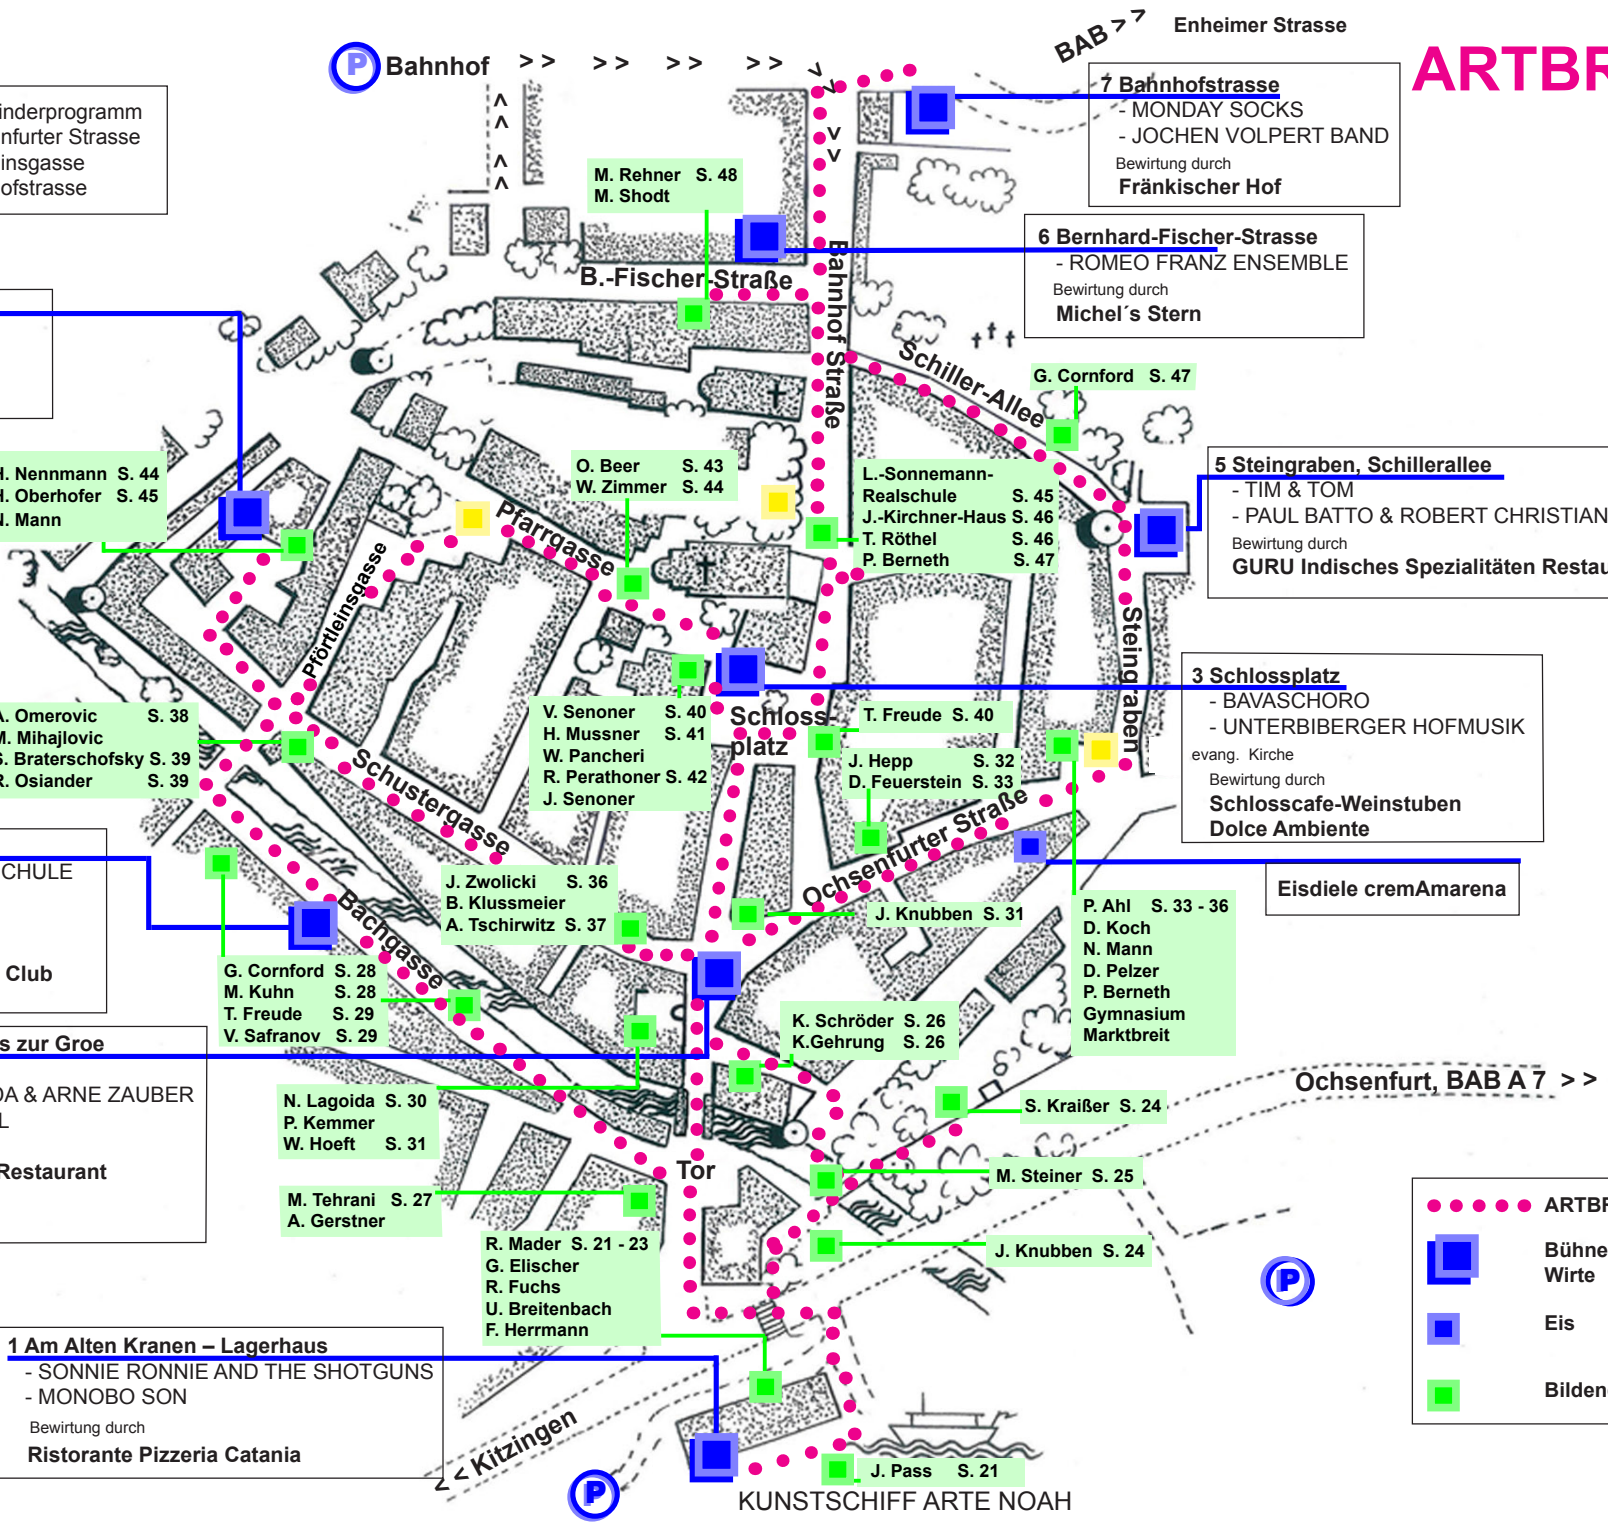 Enheimer Strasse
BAB > >
ARTBR
P Bahnhof >> >> >> >>
7 Bahnhofstrasse
- MONDAY SOCKS
- JOCHEN VOLPERT BAND
Bewirtung durch
Fränkischer Hof
inderprogramm
nfurter Strasse
insgasse
ofstrasse
M. Rehner S. 48
M. Shodt
6 Bernhard-Fischer-Strasse
- ROMEO FRANZ ENSEMBLE
Bewirtung durch
Michel´s Stern
B.-Fischer-Straße
Bahnhof Straße
Schiller-Allee
G. Cornford S. 47
H. Nennmann S. 44
H. Oberhofer S. 45
N. Mann
O. Beer S. 43
W. Zimmer S. 44
L.-Sonnemann-
Realschule S. 45
J.-Kirchner-Haus S. 46
T. Röthel S. 46
P. Berneth S. 47
5 Steingraben, Schillerallee
- TIM & TOM
- PAUL BATTO & ROBERT CHRISTIAN
Bewirtung durch
GURU Indisches Spezialitäten Restau
Pfarrgasse
Pförtleinsgasse
Steingraben
3 Schlossplatz
- BAVASCHORO
- UNTERBIBERGER HOFMUSIK
evang. Kirche
Bewirtung durch
Schlosscafe-Weinstuben
Dolce Ambiente
A. Omerovic S. 38
M. Mihajlovic
S. Braterschofsky S. 39
R. Osiander S. 39
V. Senoner S. 40
H. Mussner S. 41
W. Pancheri
R. Perathoner S. 42
J. Senoner
Schloss-
platz
T. Freude S. 40
J. Hepp S. 32
D. Feuerstein S. 33
Schustergasse
Ochsenfurter Straße
CHULE
Club
J. Zwolicki S. 36
B. Klussmeier
A. Tschirwitz S. 37
J. Knubben S. 31
Eisdiele cremAmarena
P. Ahl S. 33 - 36
D. Koch
N. Mann
D. Pelzer
P. Berneth
Gymnasium
Marktbreit
Bachgasse
G. Cornford S. 28
M. Kuhn S. 28
T. Freude S. 29
V. Safranov S. 29
K. Schröder S. 26
K.Gehrung S. 26
s zur Groe
DA & ARNE ZAUBER
L
Restaurant
N. Lagoida S. 30
P. Kemmer
W. Hoeft S. 31
Ochsenfurt, BAB A 7 > >
S. Kraißer S. 24
Tor
M. Steiner S. 25
M. Tehrani S. 27
A. Gerstner
J. Knubben S. 24
R. Mader S. 21 - 23
G. Elischer
R. Fuchs
U. Breitenbach
F. Herrmann
P
ARTBR
Bühne
Wirte
Eis
Bilden
1 Am Alten Kranen – Lagerhaus
- SONNIE RONNIE AND THE SHOTGUNS
- MONOBO SON
Bewirtung durch
Ristorante Pizzeria Catania
< < Kitzingen
P
J. Pass S. 21
KUNSTSCHIFF ARTE NOAH